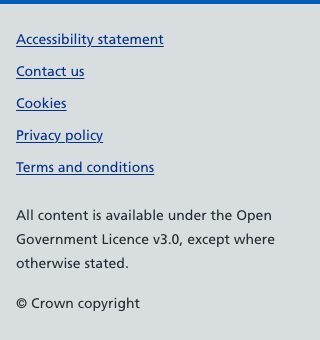 Accessibility statement
Contact us
Cookies
Privacy policy
Terms and conditions
All content is available under the Open
Government Licence v3.0, except where
otherwise stated.
© Crown copyright